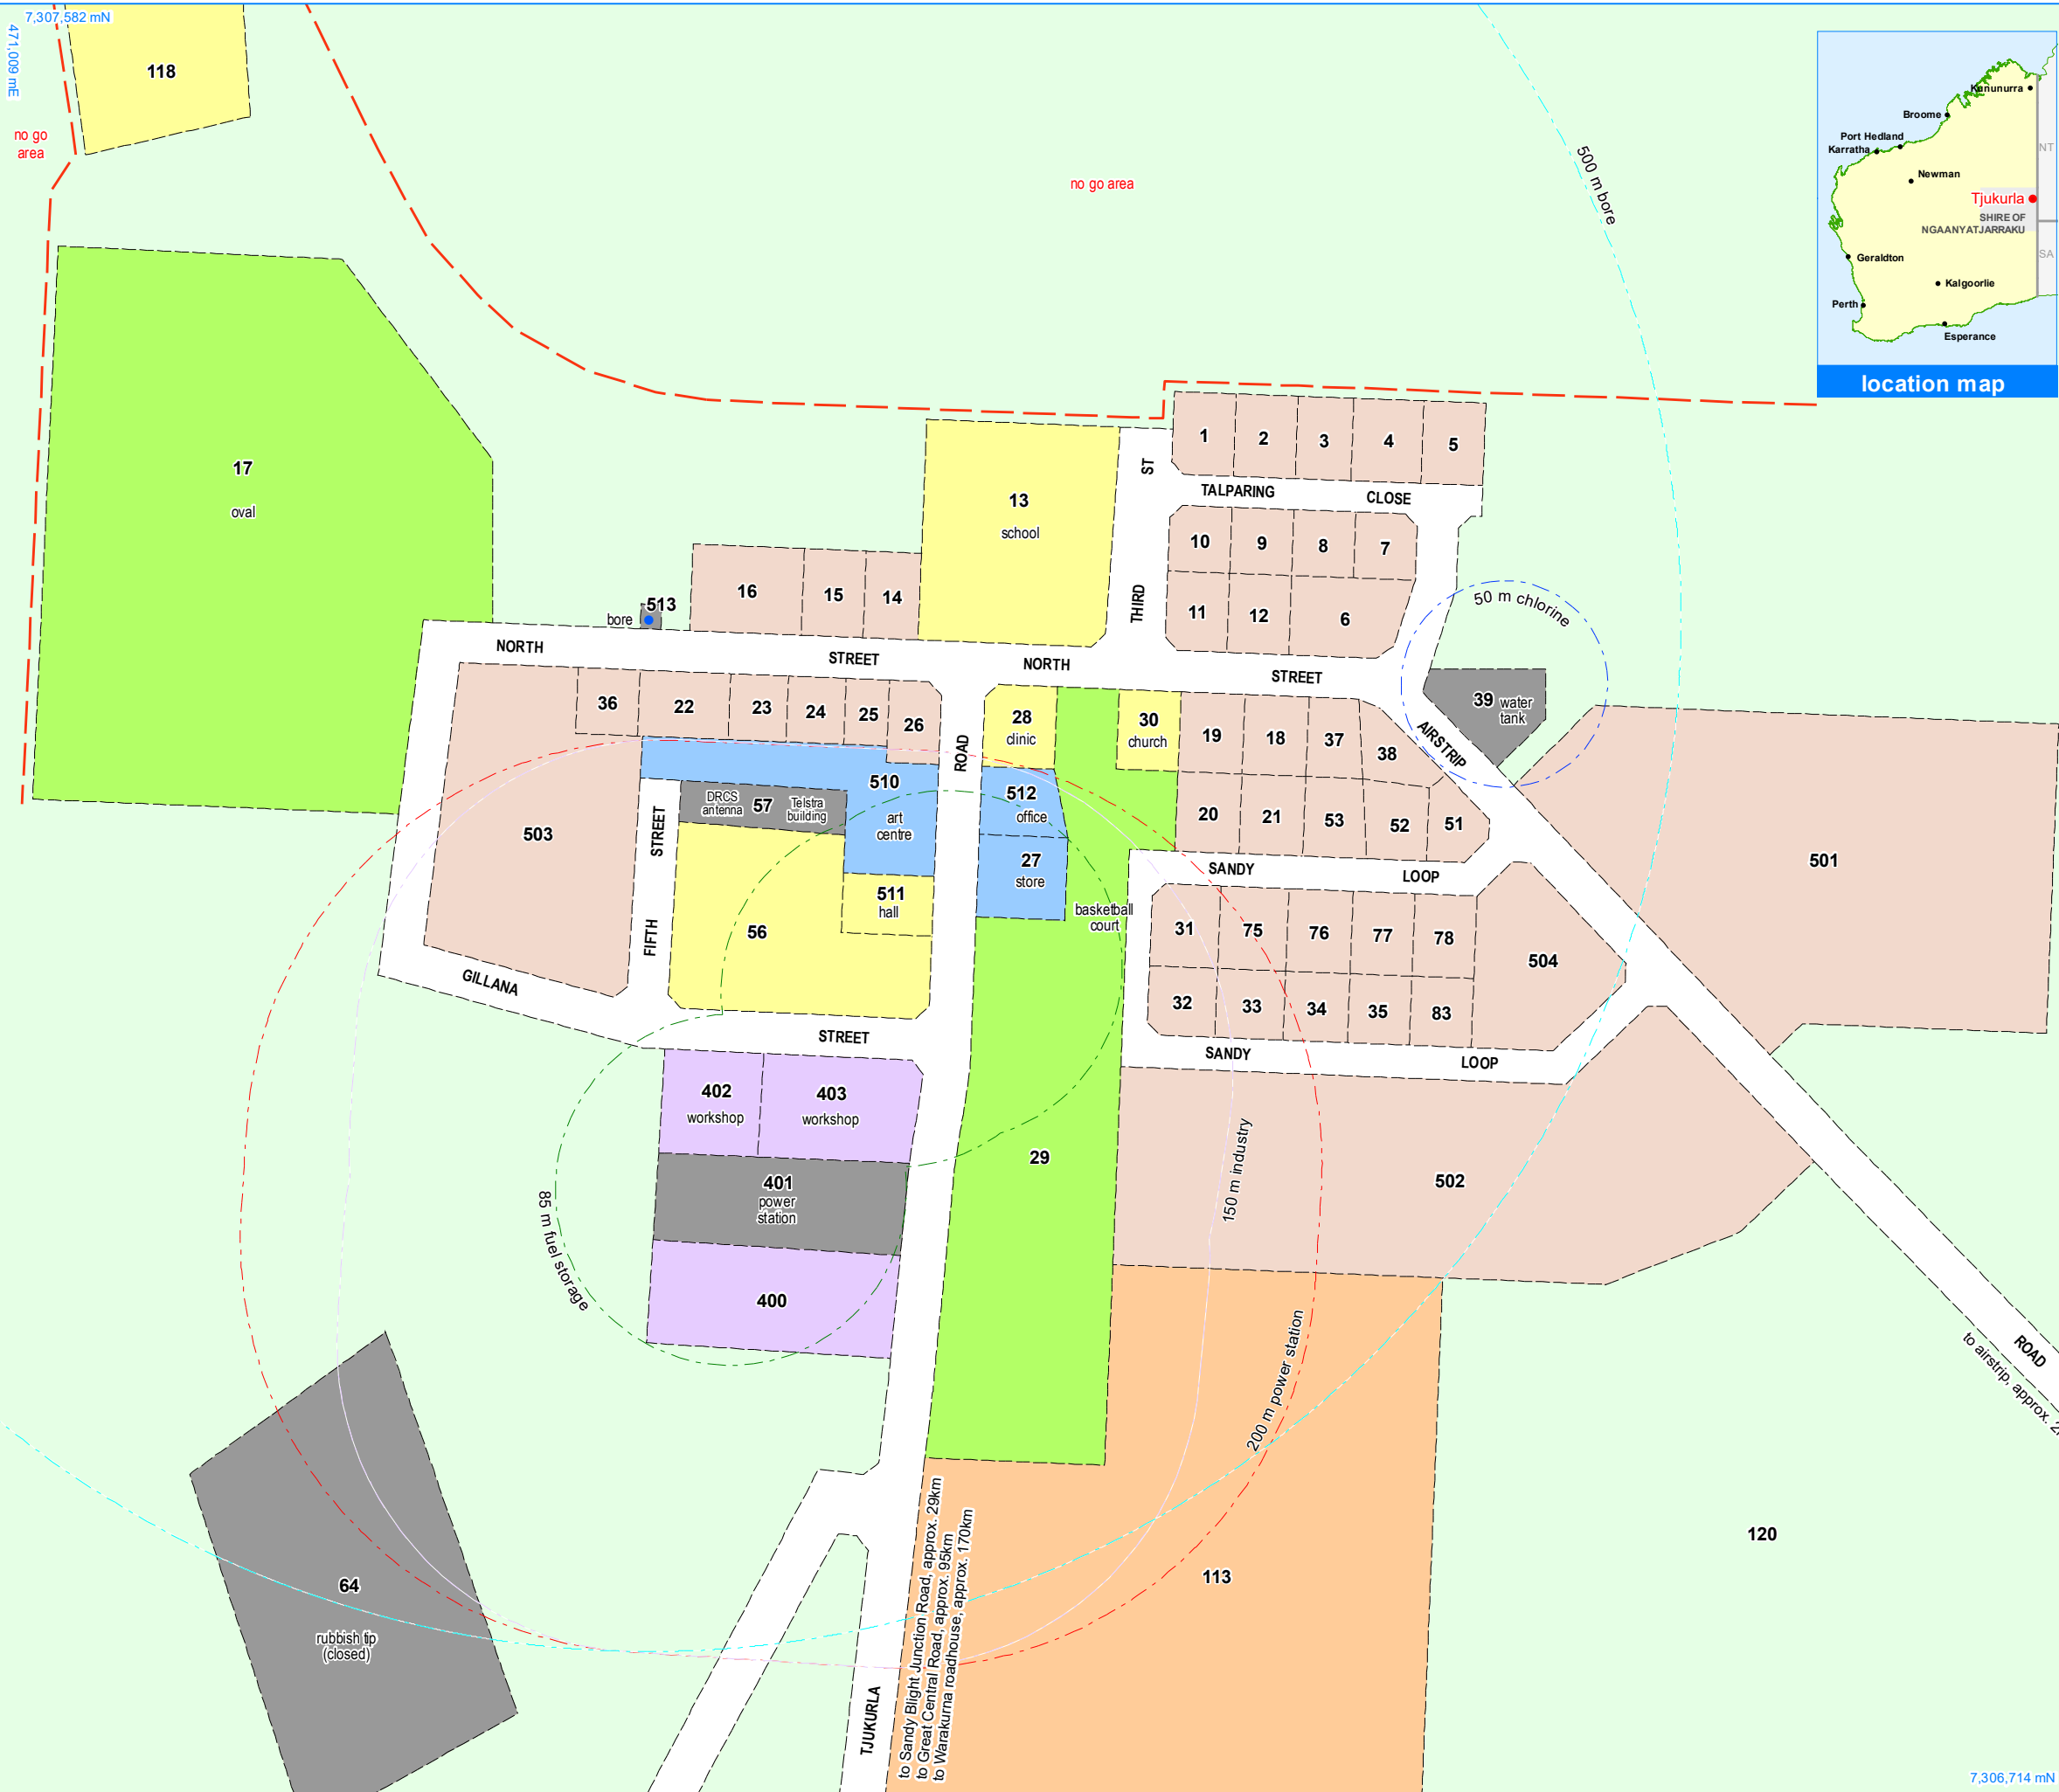 7,307,582 mN
471,009 mE
118
no go
area
no go area
500 m bore
Kununurra
Broome
Port Hedland
Karratha
NT
Newman
Tjukurla
SHIRE OF
NGAANYATJARRAKU
SA
Geraldton
Kalgoorlie
Perth
Esperance
location map
17
oval
13
school
ST
THIRD
1
2
3
4
5
TALPARING
CLOSE
10
9
8
7
11
12
6
50 m chlorine
16
15
14
513
bore
NORTH
STREET
NORTH
STREET
39 water
tank
AIRSTRIP
36
22
23
24
25
26
ROAD
28
clinic
30
church
19
18
37
38
20
21
53
52
51
503
510
art
centre
DRCS
antenna
57
Telstra
building
512
office
27
store
STREET
FIFTH
56
511
hall
basketball
court
SANDY
LOOP
501
31
75
76
77
78
504
32
33
34
35
83
SANDY
LOOP
GILLANA
STREET
402
workshop
403
workshop
401
power
station
400
85 m fuel storage
29
150 m industry
502
200 m power station
ROAD
to airstrip, approx.
64
rubbish tip
(closed)
113
120
TJUKURLA
to Sandy Blight Junction Road, approx. 29km
to Great Central Road, approx. 95km
to Warakurna roadhouse, approx. 170km
7,306,714 mN